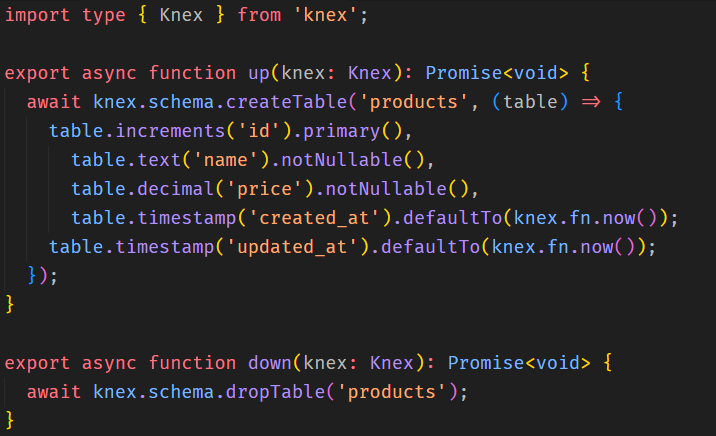 import type { Knex } from 'knex';
export async function up(knex: Knex): Promise<void> {
await knex.schema.createTable('products', (table) => {
table.increments('id').primary(),
table.text('name').notNullable(),
table.decimal('price').notNullable(),
table.timestamp('created_at').defaultTo(knex.fn.now());
table.timestamp('updated_at').defaultTo(knex.fn.now());
});
}
export async function down(knex: Knex): Promise<void> {
await knex.schema.dropTable('products');
}